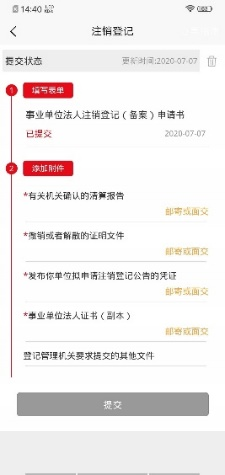 14:40
注销登记
提交状态 更新时间:2020-07-07
1 填写表单
事业单位法人注销登记（备案）申请书
已提交 2020-07-07
2 添加附件
*有关机关确认的清算报告
邮寄或面交
*撤销或者解散的证明文件
邮寄或面交
*发布你单位拟申请注销登记公告的凭证
邮寄或面交
*事业单位法人证书（副本）
邮寄或面交
登记管理机关要求提交的其他文件
提交